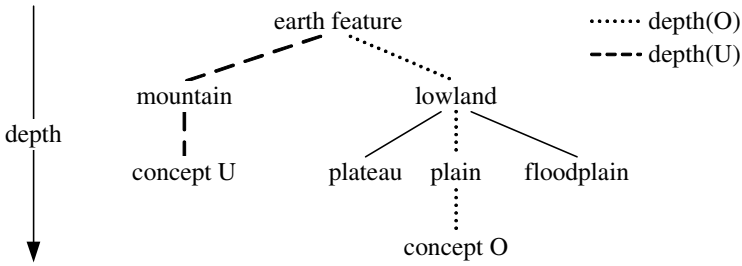 earth feature
depth(O)
depth(U)
mountain
lowland
depth
concept U
plateau
plain
floodplain
concept O